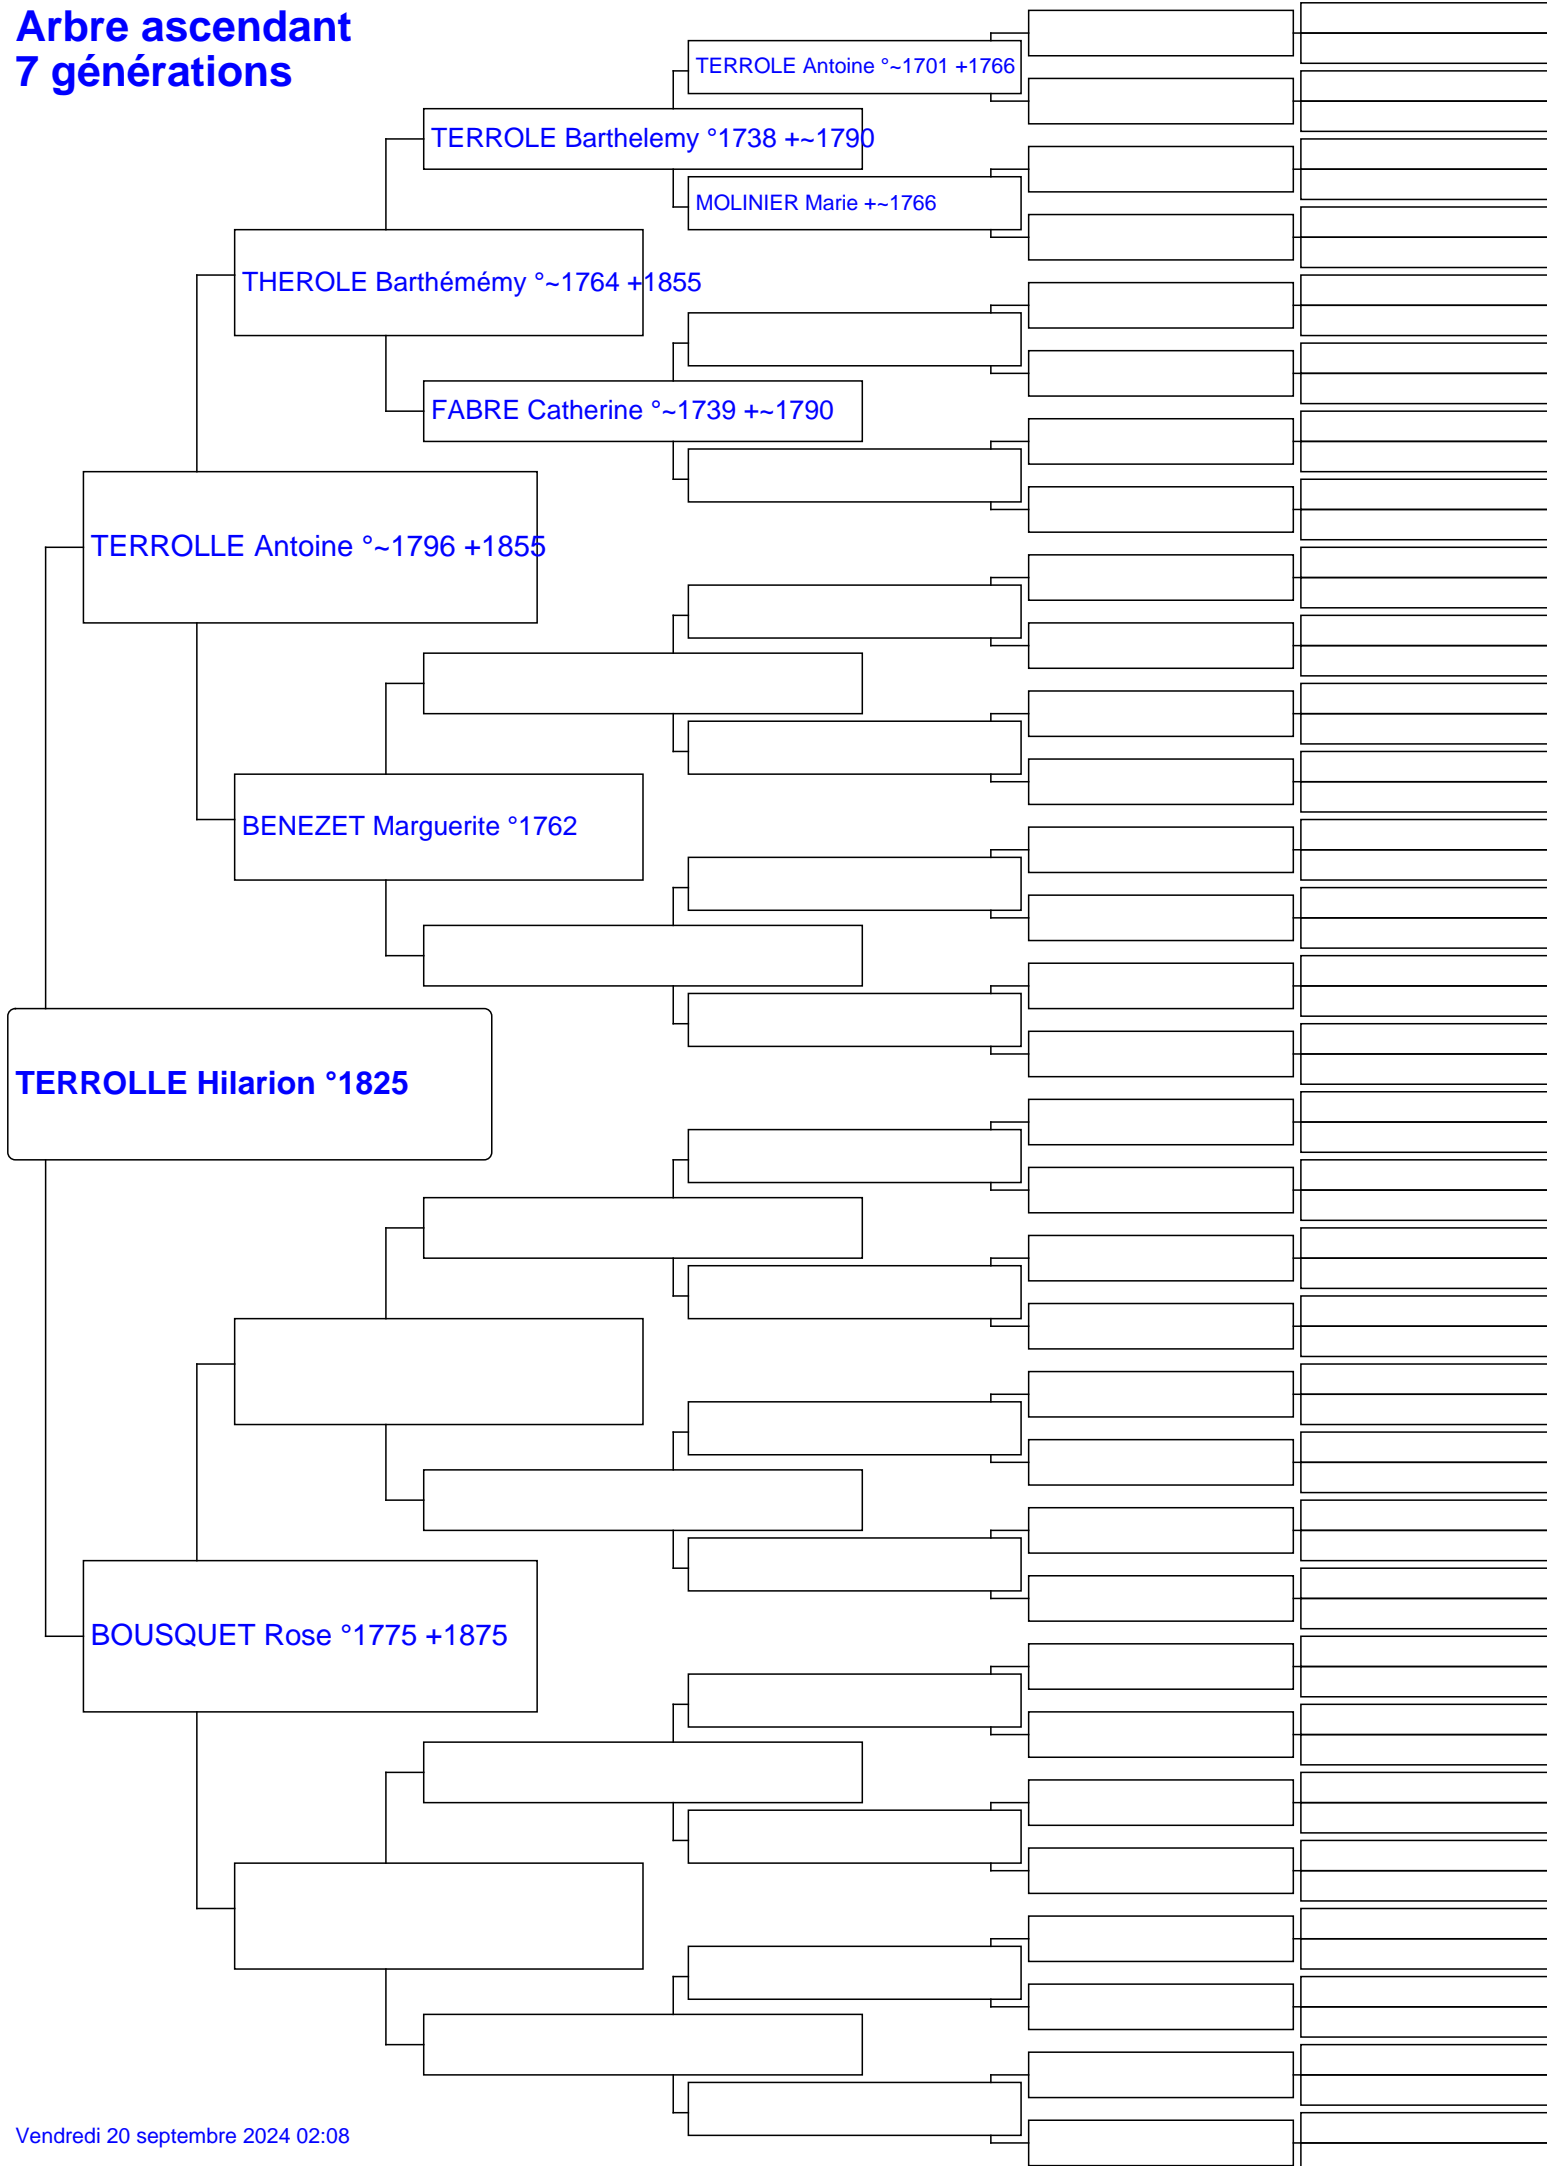 Arbre ascendant
7 générations
TERROLE Antoine °~1701 +1766
TERROLE Barthelemy °1738 +~1790
MOLINIER Marie +~1766
THEROLE Barthémémy °~1764 +1855
FABRE Catherine °~1739 +~1790
TERROLLE Antoine °~1796 +1855
BENEZET Marguerite °1762
TERROLLE Hilarion °1825
BOUSQUET Rose °1775 +1875
Vendredi 20 septembre 2024 02:08